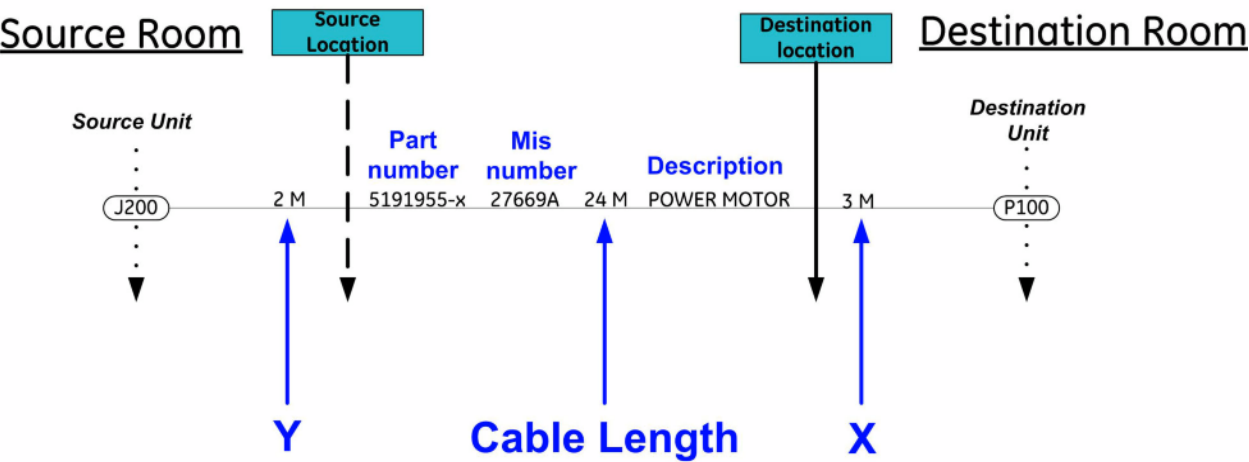 Source Room
Source
Location
Destination
location
Destination Room
Source Unit
Destination
Unit
Part
number
Mis
number
Description
J200
2 M
5191955-x
27669A
24 M
POWER MOTOR
3 M
P100
Y
Cable Length
X